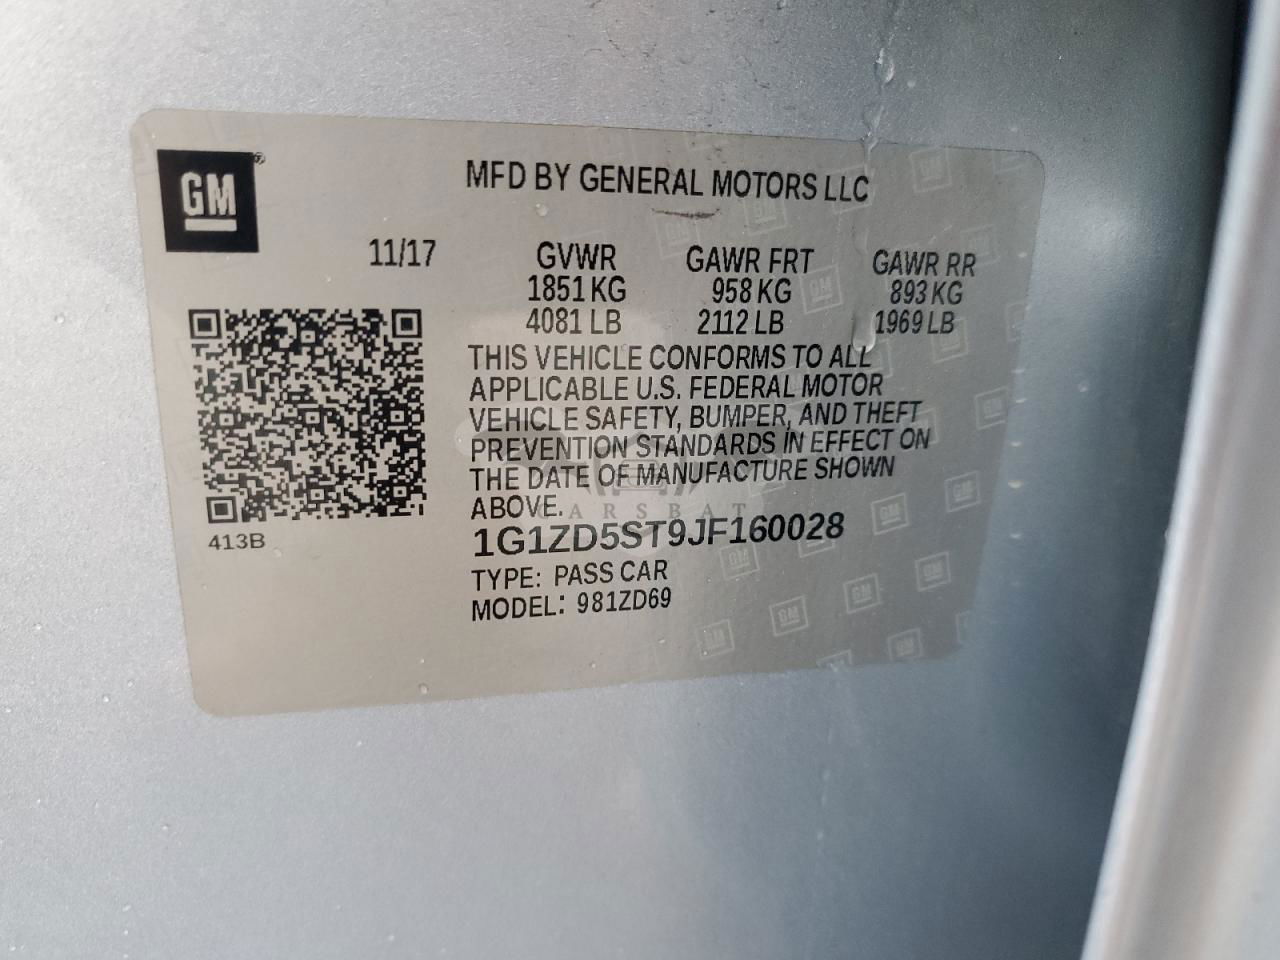 GM
MFD BY GENERAL MOTORS LLC
11/17 GVWR GAWR FRT GAWR RR
1851 KG 958 KG 893 KG
4081 LB 2112 LB 1969 LB
THIS VEHICLE CONFORMS TO ALL
APPLICABLE U.S. FEDERAL MOTOR
VEHICLE SAFETY, BUMPER, AND THEFT
PREVENTION STANDARDS IN EFFECT ON
THE DATE OF MANUFACTURE SHOWN
ABOVE.
CARSBAT
1G1ZD5ST9JF160028
413B
TYPE: PASS CAR
MODEL: 981ZD69